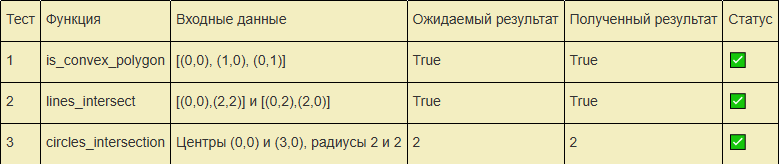 Тест Функция Входные данные Ожидаемый результат Полученный результат Статус
1 is_convex_polygon [(0,0), (1,0), (0,1)] True True ✅
2 lines_intersect [(0,0),(2,2)] и [(0,2),(2,0)] True True ✅
3 circles_intersection Центры (0,0) и (3,0), радиусы 2 и 2 2 2 ✅